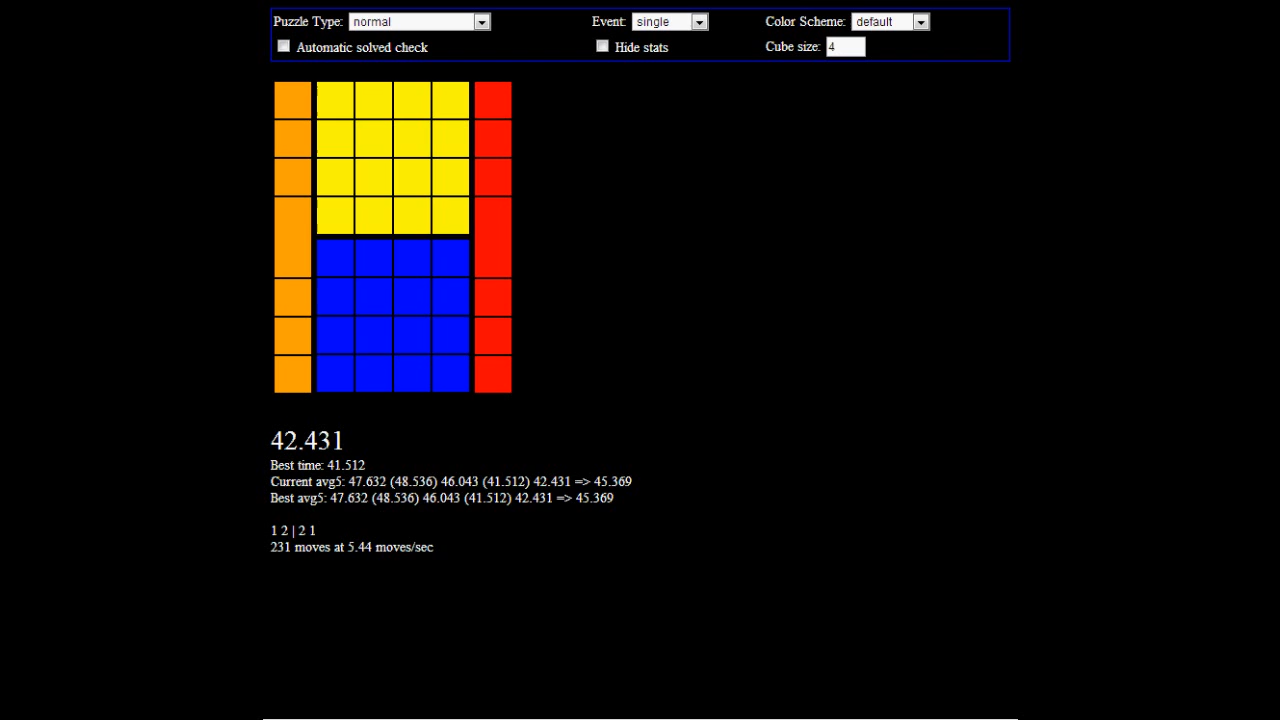 Puzzle Type: normal Event: single Color Scheme: default
Automatic solved check Hide stats Cube size: 4
42.431
Best time: 41.512
Current avg5: 47.632 (48.536) 46.043 (41.512) 42.431 => 45.369
Best avg5: 47.632 (48.536) 46.043 (41.512) 42.431 => 45.369
1 2 | 2 1
231 moves at 5.44 moves/sec